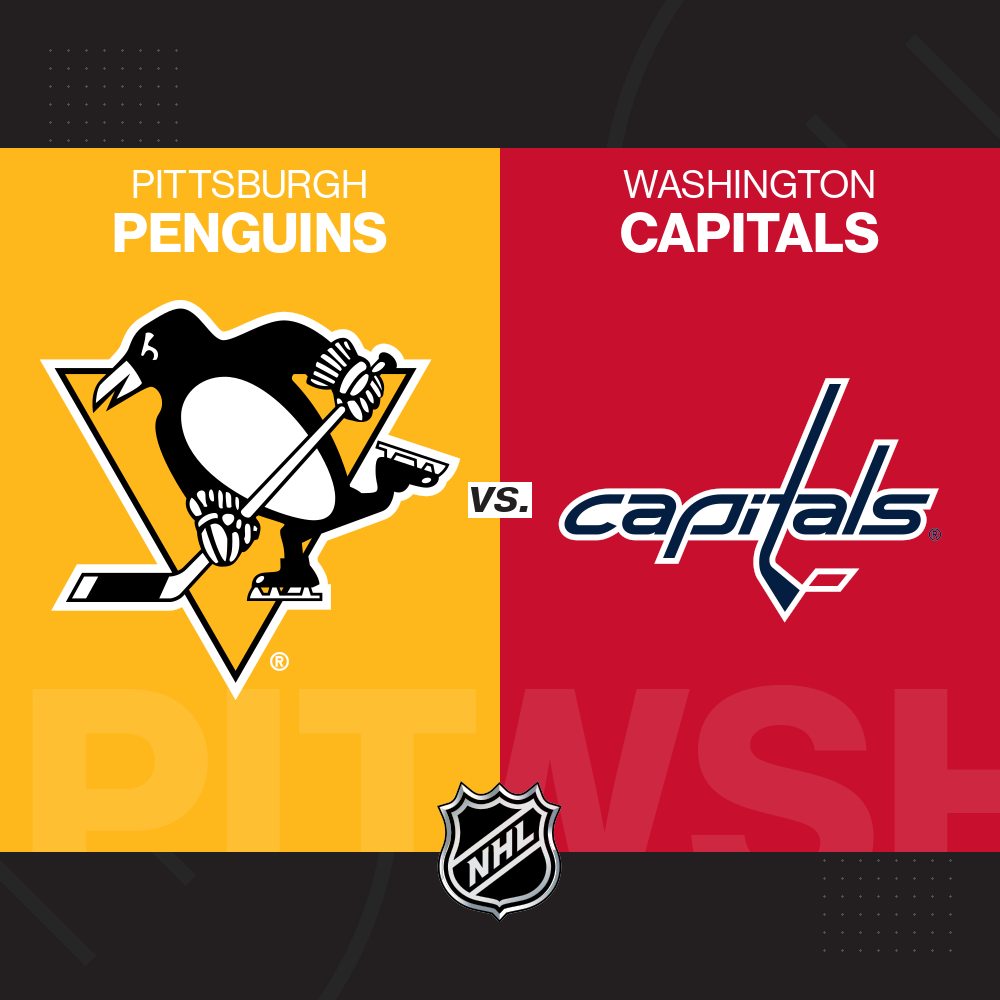 PITTSBURGH
PENGUINS
WASHINGTON
CAPITALS
vs.
capitals
®
®
PIT
WSH
NHL